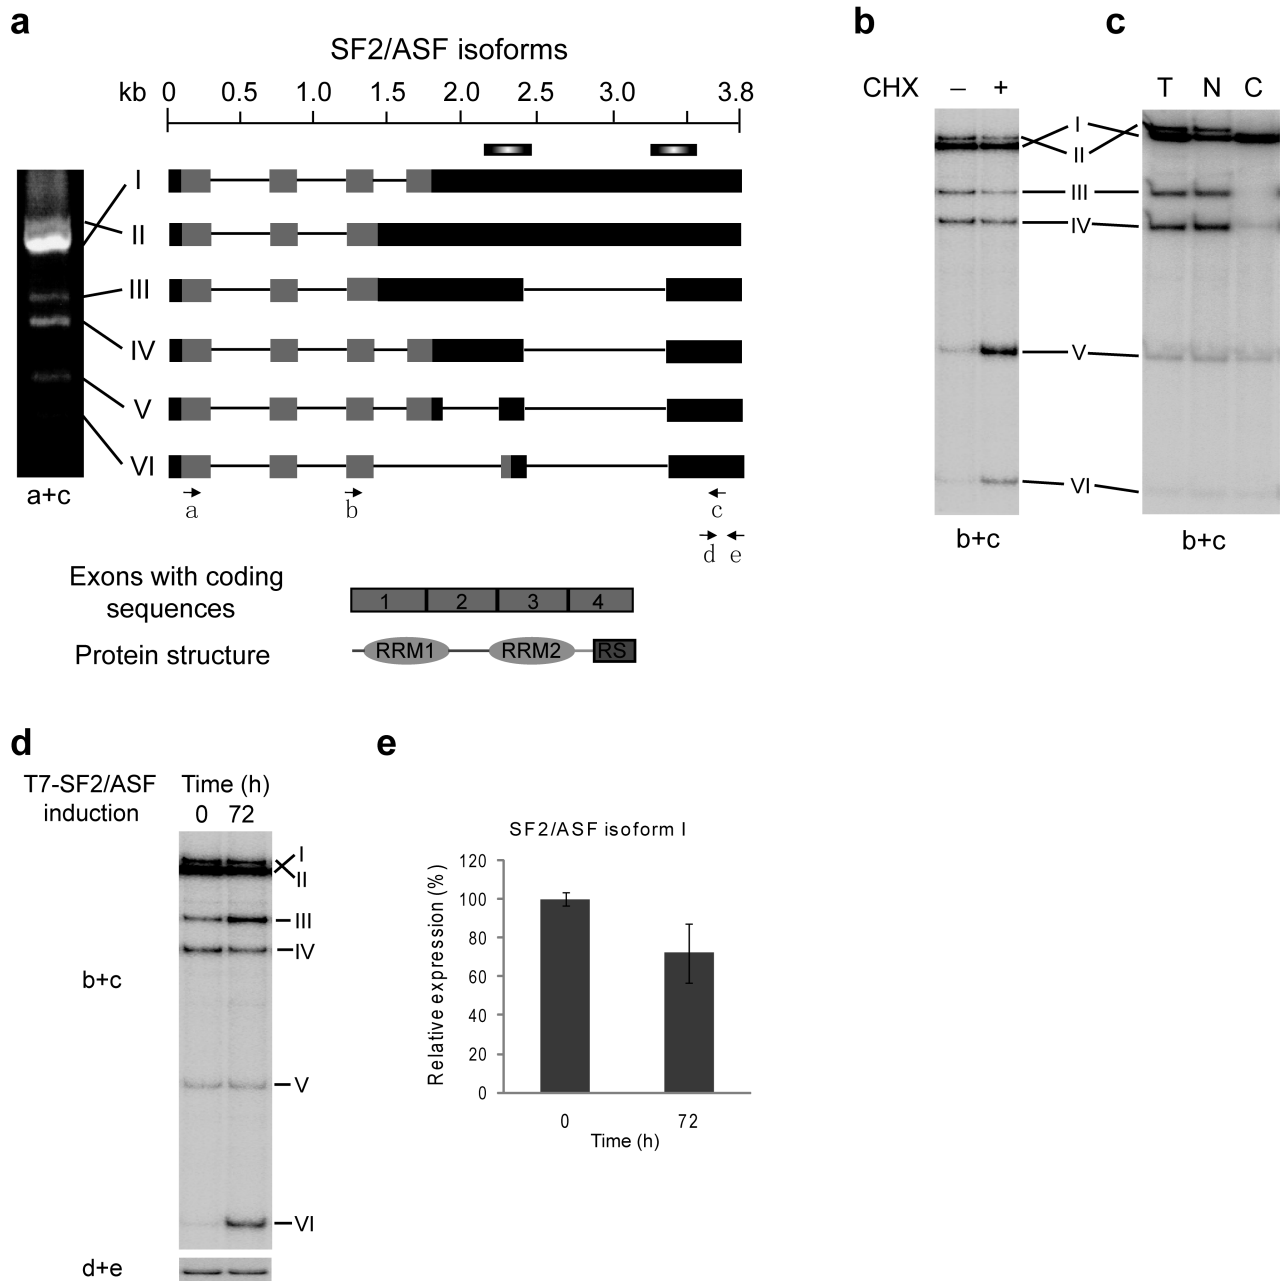 a
SF2/ASF isoforms
kb 0 0.5 1.0 1.5 2.0 2.5 3.0 3.8
I
II
III
IV
V
VI
a+c
a
b
c
d
e
Exons with coding
sequences
1 2 3 4
Protein structure
RRM1 RRM2 RS
b
CHX – +
I
II
III
IV
V
VI
b+c
c
T N C
b+c
d
T7-SF2/ASF
induction
Time (h)
0 72
I
II
III
IV
V
VI
b+c
d+e
e
SF2/ASF isoform I
Relative expression (%)
120
100
80
60
40
20
0
0 72
Time (h)